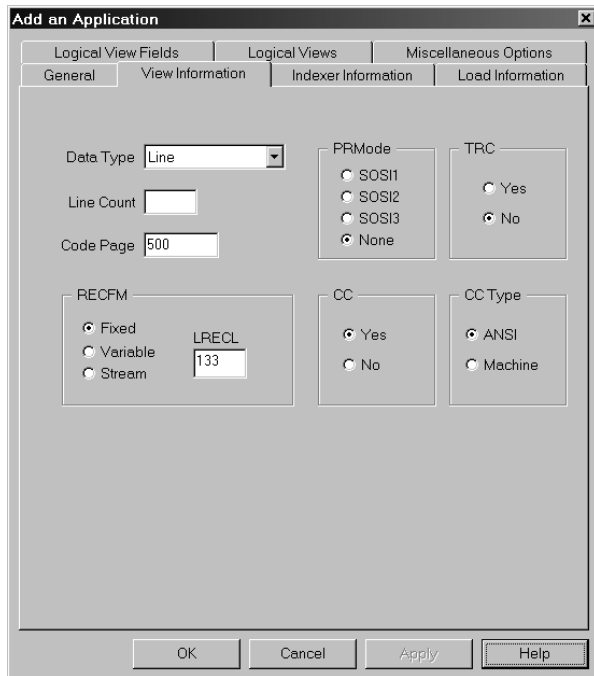 Add an Application
Logical View Fields
Logical Views
Miscellaneous Options
General
View Information
Indexer Information
Load Information
Data Type
Line
Line Count
Code Page
500
PRMode
SOSI1
SOSI2
SOSI3
None
TRC
Yes
No
RECFM
Fixed
Variable
Stream
LRECL
133
CC
Yes
No
CC Type
ANSI
Machine
OK
Cancel
Apply
Help